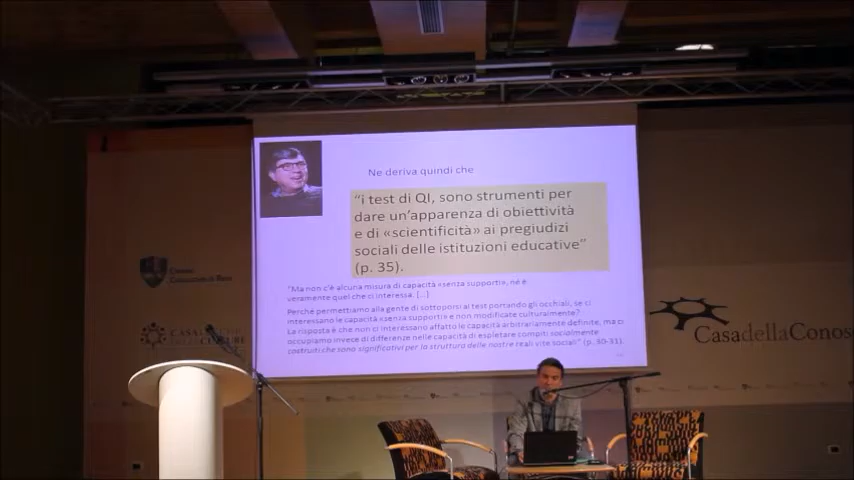 Ne deriva quindi che
“i test di QI, sono strumenti per
dare un’apparenza di obiettività
e di «scientificità» ai pregiudizi
sociali delle istituzioni educative”
(p. 35).
“Ma non c’è alcuna misura di capacità «senza supporti», né è
veramente quel che ci interessa. [...]
Perché permettiamo alla gente di sottoporsi ai test portando gli occhiali, se ci
interessano le capacità «senza supporti» e non modificate culturalmente?
La risposta è che non ci interessano affatto le capacità arbitrariamente definite, ma ci
occupiamo invece di differenze nelle capacità di espletare compiti socialmente
costruiti che sono significativi per la struttura delle nostre reali vite sociali” (p. 30-31).
CASA
CULTURE
CasadellaConos